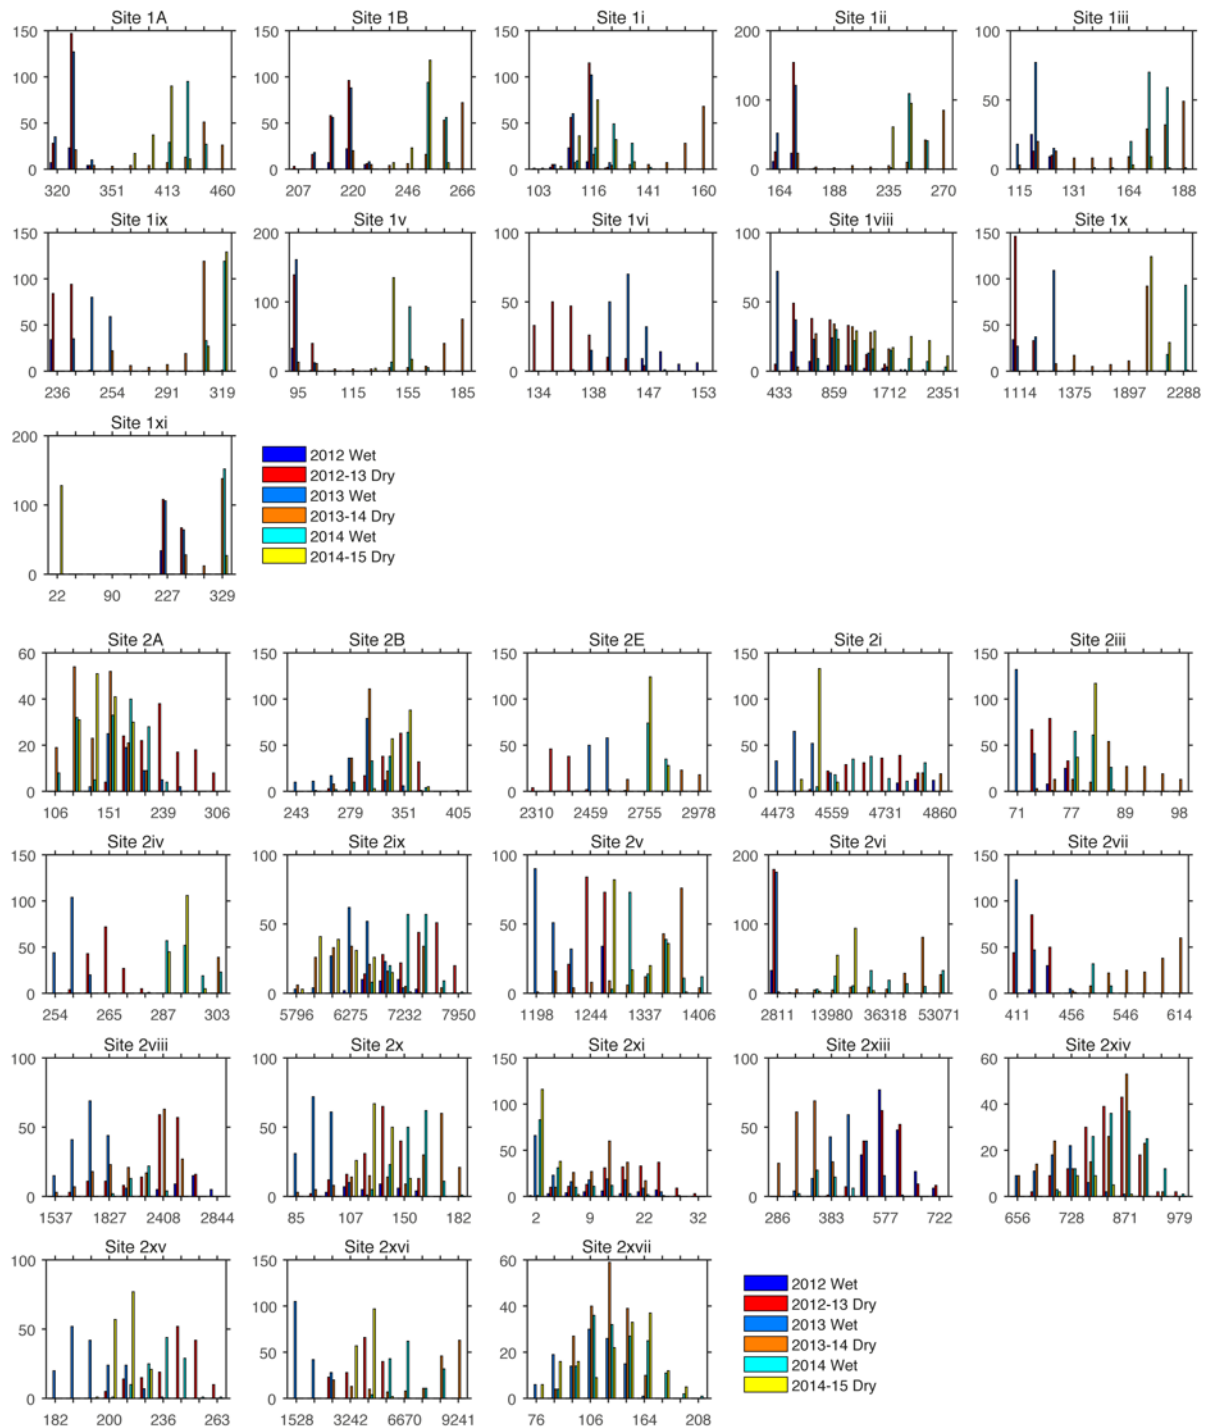 Site 1A Site 1B Site 1i Site 1ii Site 1iii
150 150 150 200 100
100 100 100 100 50
50 50 50 0 0
0 0 0
320 351 413 460 207 220 246 266 103 116 141 160 164 188 235 270 115 131 164 188
Site 1ix Site 1v Site 1vi Site 1viii Site 1x
150 200 100 100 150
100 100 50 50 100
50 0 0 0 50
0 0
236 254 291 319 95 115 155 185 134 138 147 153 433 859 1712 2351 1114 1375 1897 2288
Site 1xi
200
100
0
22 90 227 329
2012 Wet
2012-13 Dry
2013 Wet
2013-14 Dry
2014 Wet
2014-15 Dry
Site 2A Site 2B Site 2E Site 2i Site 2iii
60 150 150 150 150
40 100 100 100 100
20 50 50 50 50
0 0 0 0 0
106 151 239 306 243 279 351 405 2310 2459 2755 2978 4473 4559 4731 4860 71 77 89 98
Site 2iv Site 2ix Site 2v Site 2vi Site 2vii
150 100 100 200 150
100 50 50 100 100
50 0 0 0 50
0 0
254 265 287 303 5796 6275 7232 7950 1198 1244 1337 1406 2811 13980 36318 53071 411 456 546 614
Site 2viii Site 2x Site 2xi Site 2xiii Site 2xiv
100 100 150 100 60
50 50 100 50 40
0 0 50 0 20
0 0
1537 1827 2408 2844 85 107 150 182 2 9 22 32 286 383 577 722 656 728 871 979
Site 2xv Site 2xvi Site 2xvii
100 150 60
50 100 40
0 50 20
0 0
182 200 236 263 1528 3242 6670 9241 76 106 164 208
2012 Wet
2012-13 Dry
2013 Wet
2013-14 Dry
2014 Wet
2014-15 Dry